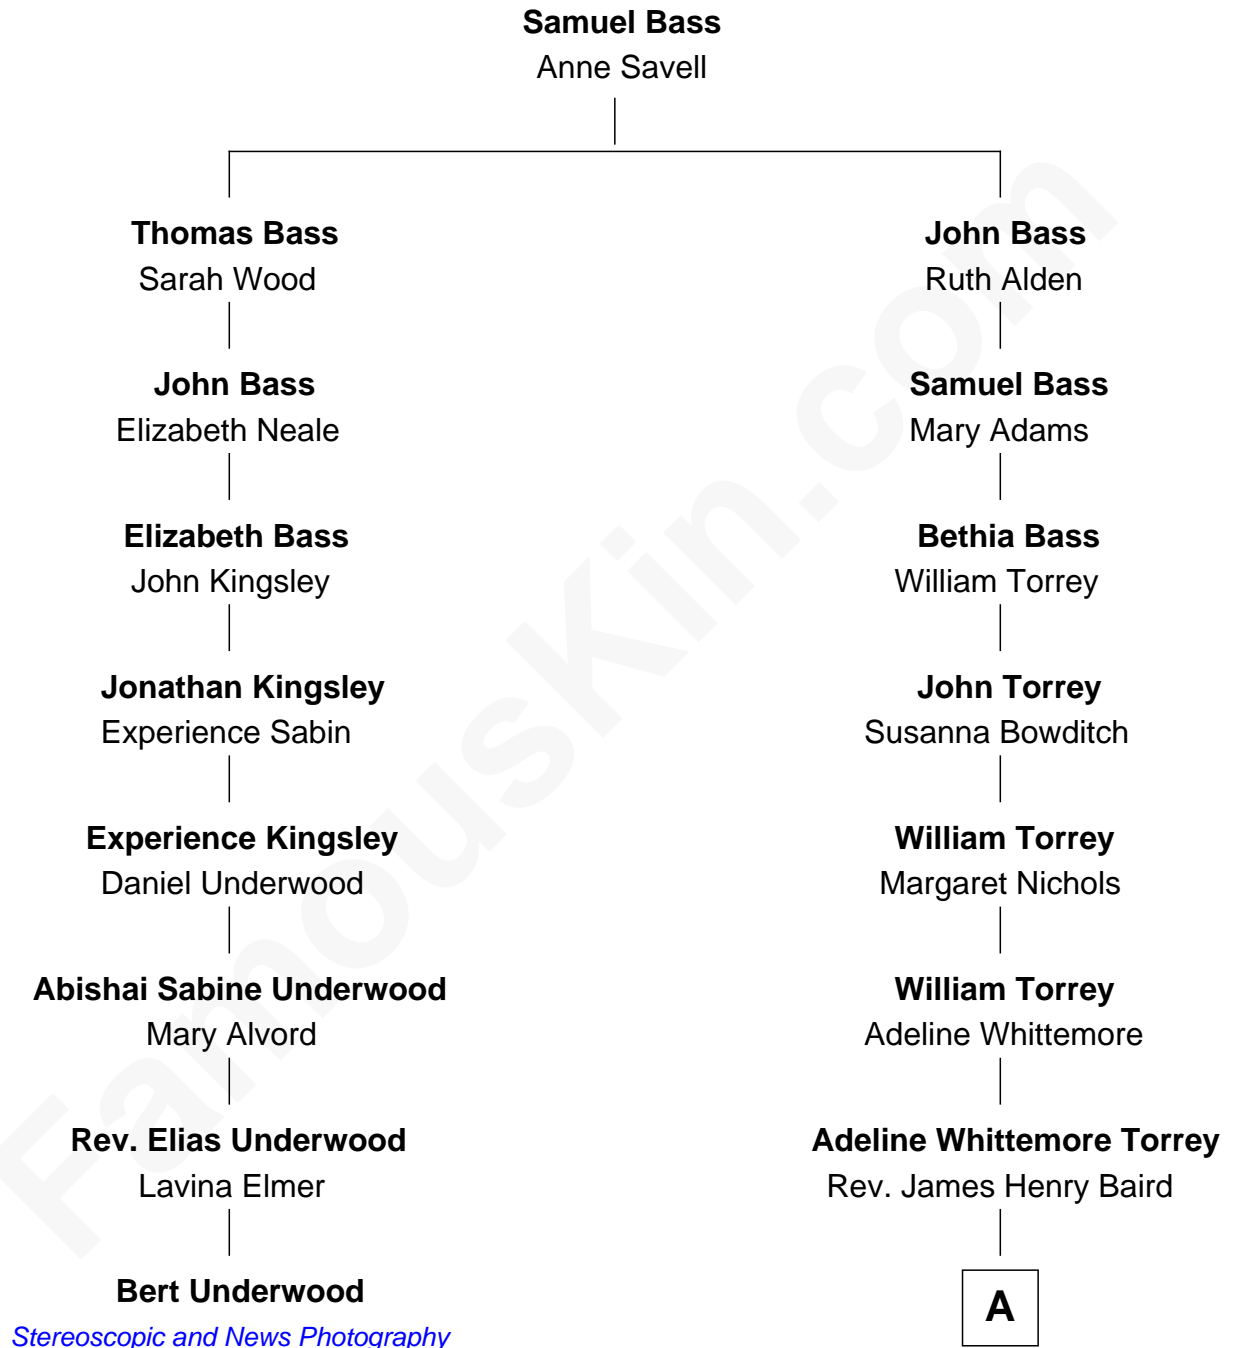 Samuel Bass
Anne Savell
Thomas Bass
Sarah Wood
John Bass
Elizabeth Neale
Elizabeth Bass
John Kingsley
Jonathan Kingsley
Experience Sabin
Experience Kingsley
Daniel Underwood
Abishai Sabine Underwood
Mary Alvord
Rev. Elias Underwood
Lavina Elmer
Bert Underwood
Stereoscopic and News Photography
John Bass
Ruth Alden
Samuel Bass
Mary Adams
Bethia Bass
William Torrey
John Torrey
Susanna Bowditch
William Torrey
Margaret Nichols
William Torrey
Adeline Whittemore
Adeline Whittemore Torrey
Rev. James Henry Baird
A
FamousKin.com